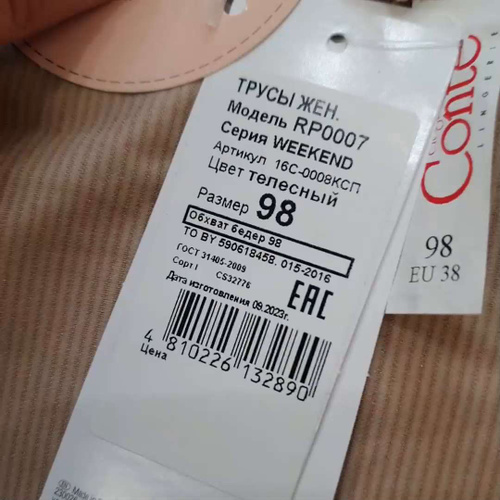 ТРУСЫ ЖЕН.
Модель RP0007
Серия WEEKEND
Артикул 16С-0008КСП
Цвет телесный
Размер 98
Обхват бедер 98
TO BY 590618458. 015-2016
ГОСТ 31405-2009
Сорт I CS32776
Дата изготовления 09.2023г.
EAC
4 810226 132890
Цена
Conte
LINGERIE
98
EU 38